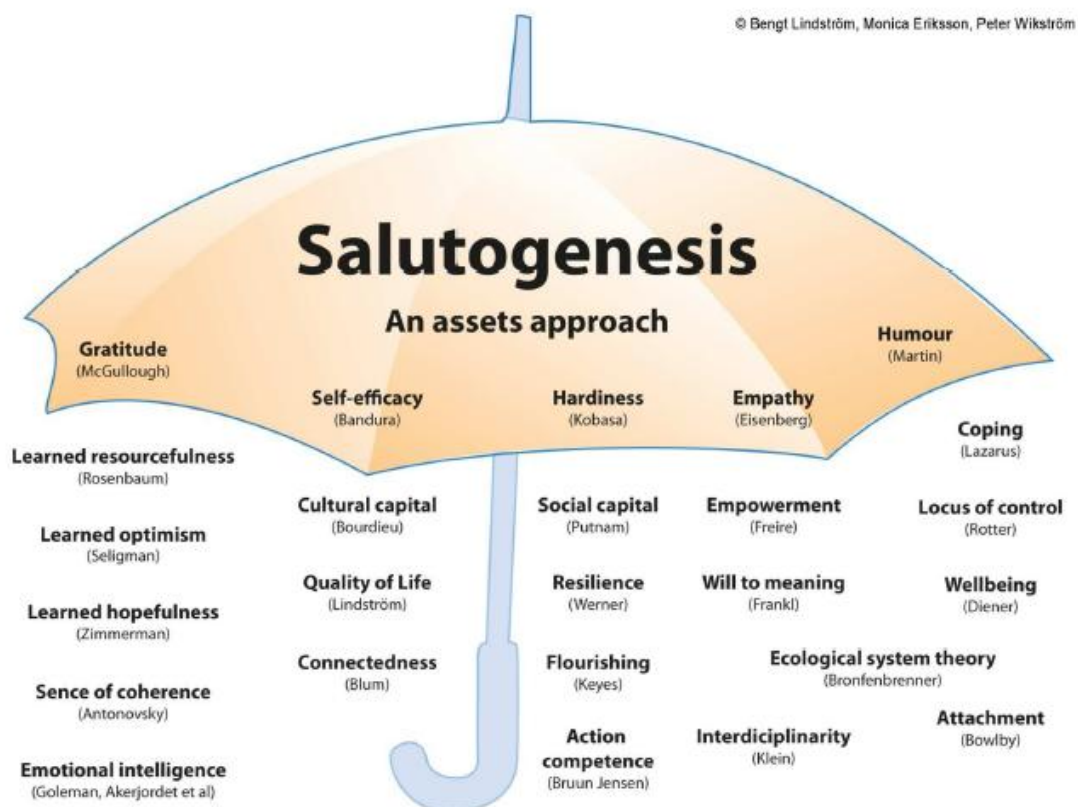 © Bengt Lindström, Monica Eriksson, Peter Wikström
Salutogenesis
An assets approach
Gratitude
(McGullough)
Humour
(Martin)
Self-efficacy
(Bandura)
Hardiness
(Kobasa)
Empathy
(Eisenberg)
Coping
(Lazarus)
Learned resourcefulness
(Rosenbaum)
Cultural capital
(Bourdieu)
Social capital
(Putnam)
Empowerment
(Freire)
Locus of control
(Rotter)
Learned optimism
(Seligman)
Quality of Life
(Lindström)
Resilience
(Werner)
Will to meaning
(Frankl)
Wellbeing
(Diener)
Learned hopefulness
(Zimmerman)
Connectedness
(Blum)
Flourishing
(Keyes)
Ecological system theory
(Bronfenbrenner)
Sence of coherence
(Antonovsky)
Action
competence
(Bruun Jensen)
Interdiciplinarity
(Klein)
Attachment
(Bowlby)
Emotional intelligence
(Goleman, Akerjordet et al)